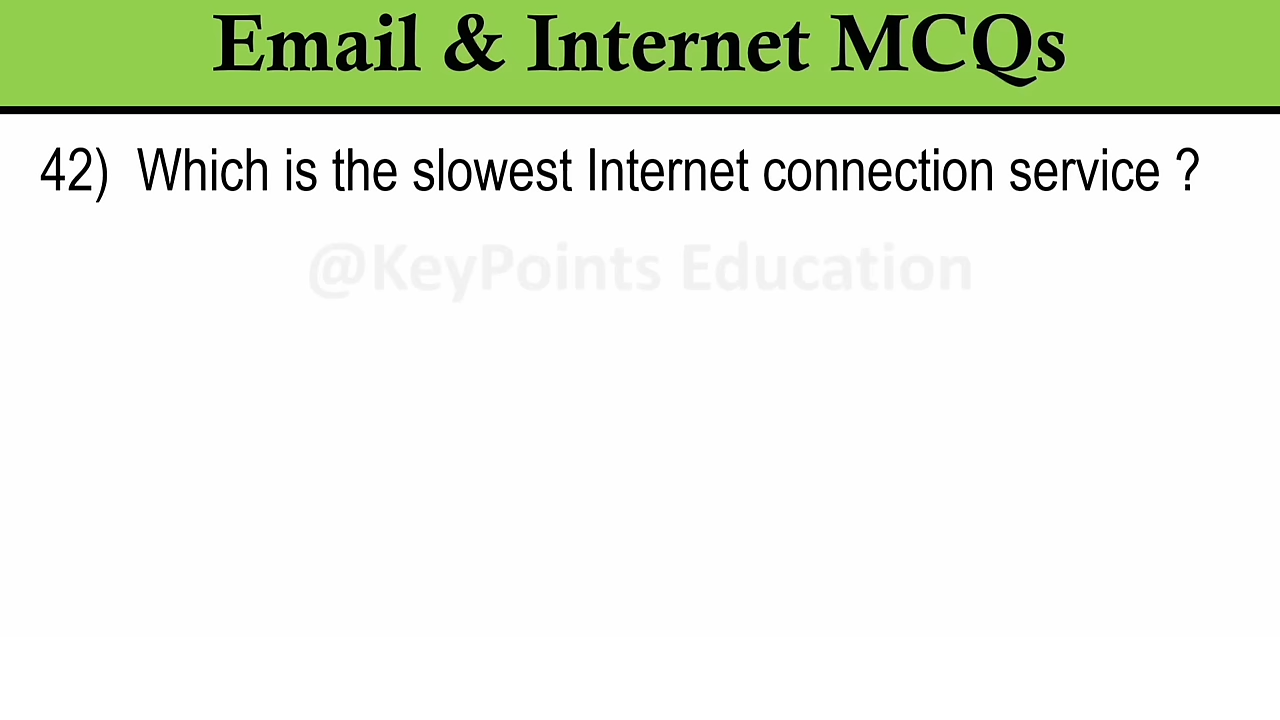 Email & Internet MCQs
42) Which is the slowest Internet connection service ?
@KeyPoints Education